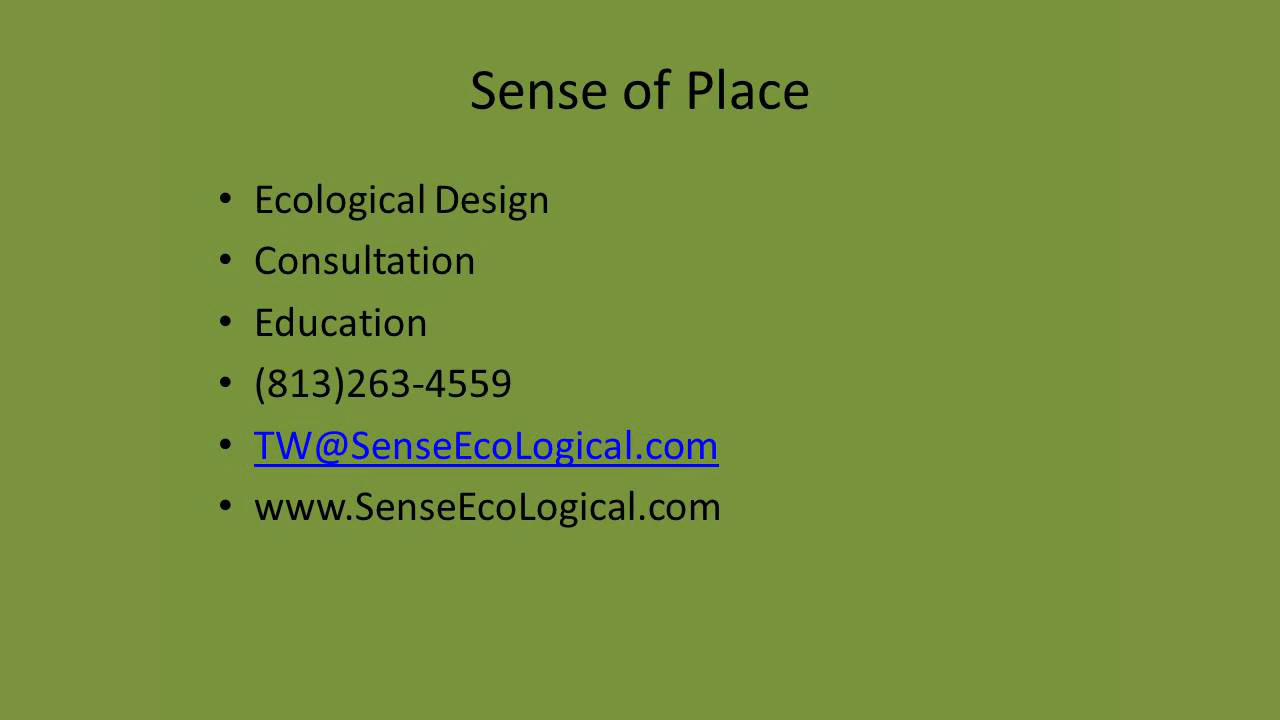 Sense of Place
• Ecological Design
• Consultation
• Education
• (813)263-4559
• TW@SenseEcoLogical.com
• www.SenseEcoLogical.com